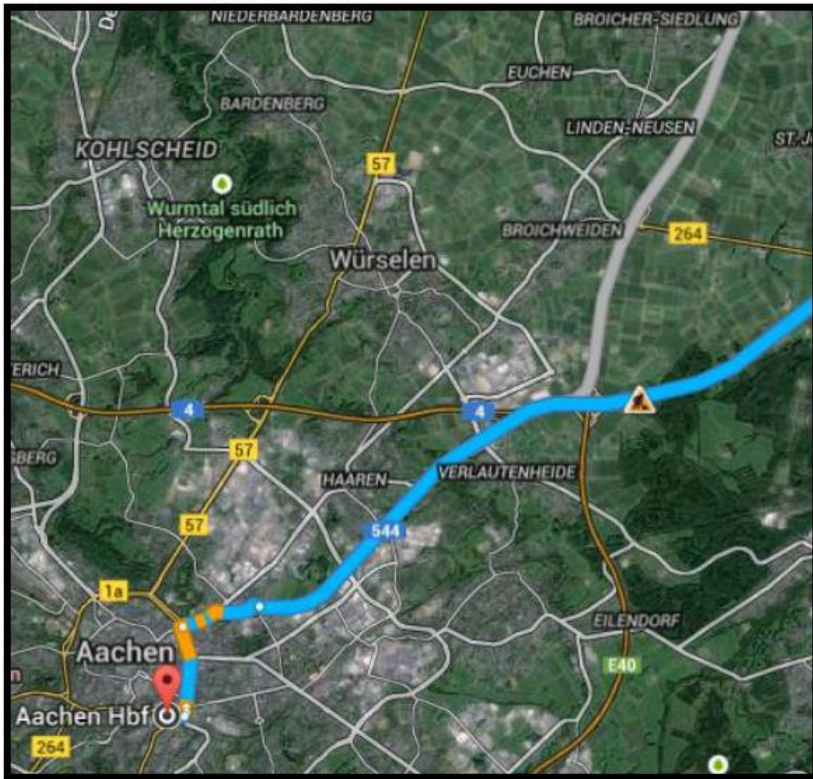 NIEDERBARDENBERG
BROICHER-SIEDLUNG
EUCHEN
BARDENBERG
LINDEN-NEUSEN
KOHLSCHEID
57
ST.
Wurmtal südlich
Herzogenrath
BROICHWEIDEN
264
Würselen
ERICH
4
4
57
HAAREN
VERLAUTENHEIDE
57
544
1a
EILENDORF
Aachen
E40
Aachen Hbf
264